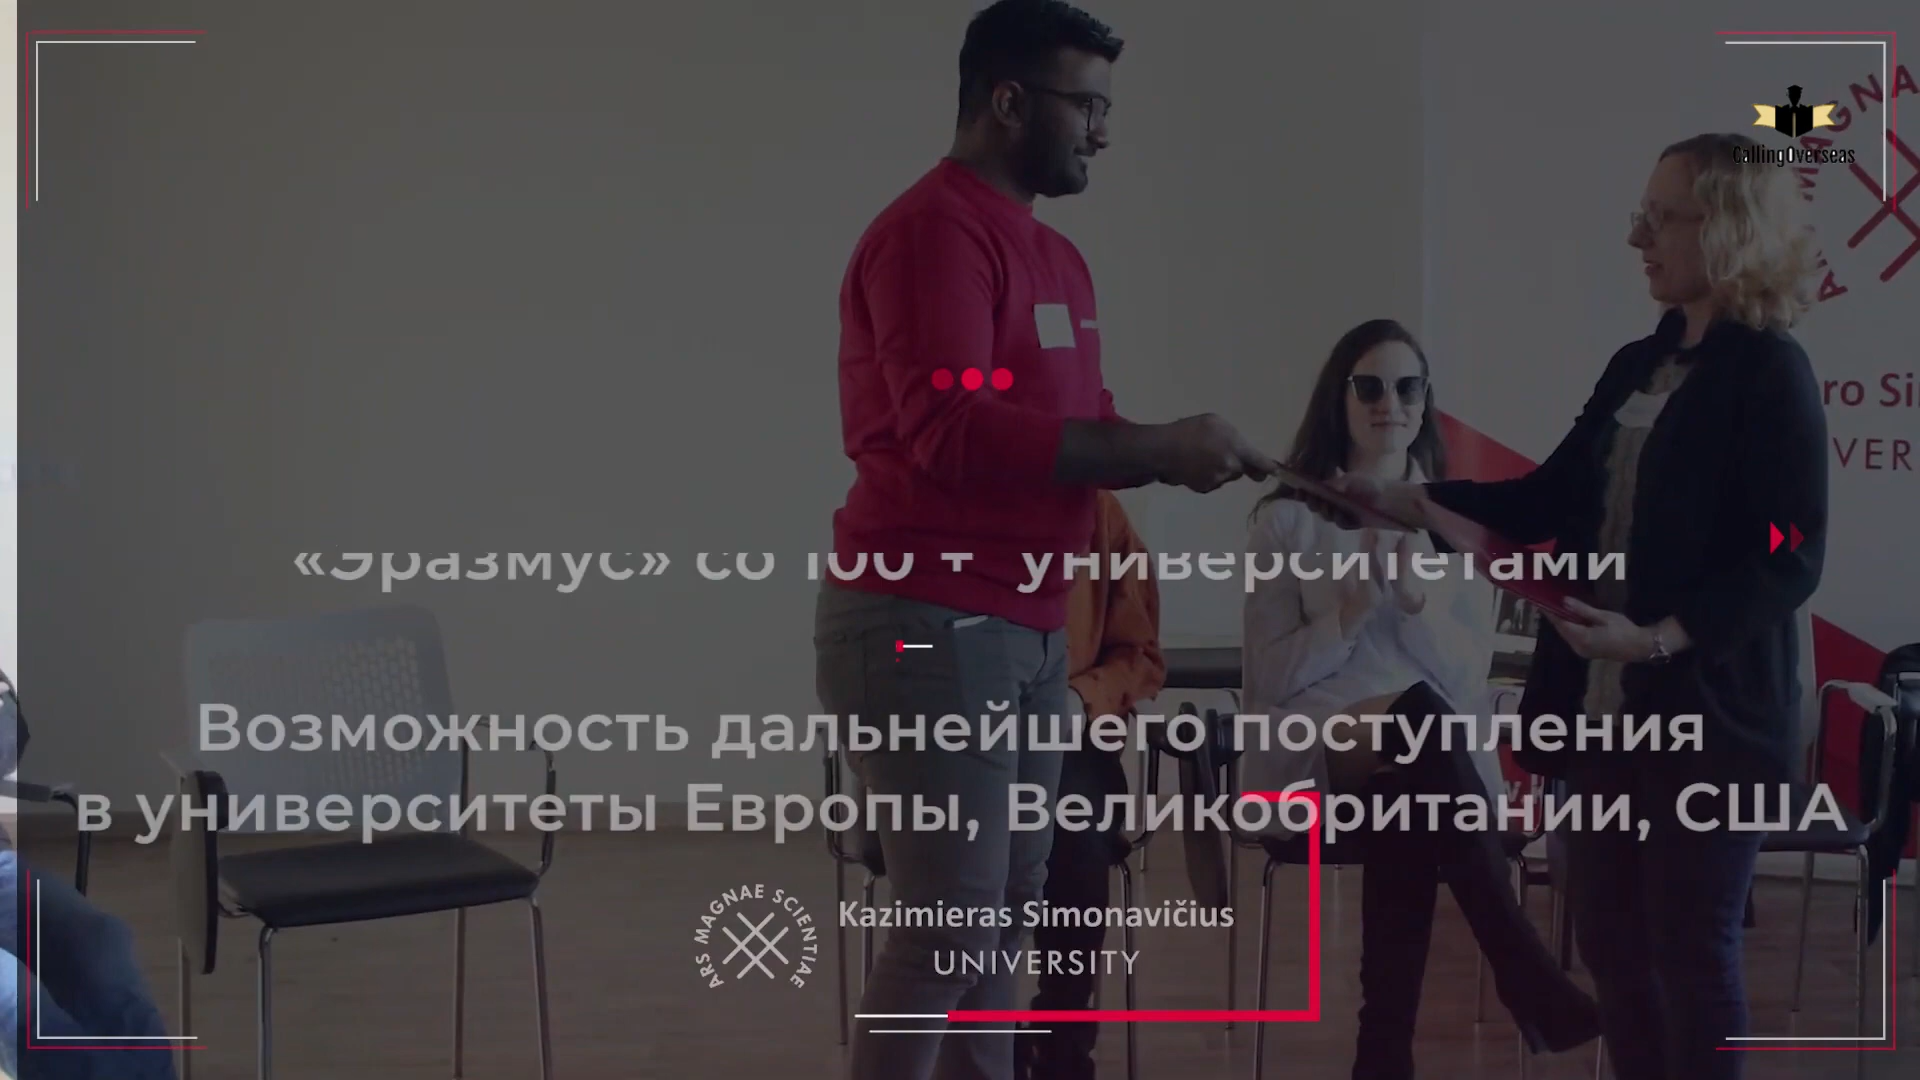 CallingOverseas
«Эразмус» со 100 + университетами
Возможность дальнейшего поступления
в университеты Европы, Великобритании, США
ARS MAGNAE SCIENTIAE
Kazimieras Simonavičius
UNIVERSITY